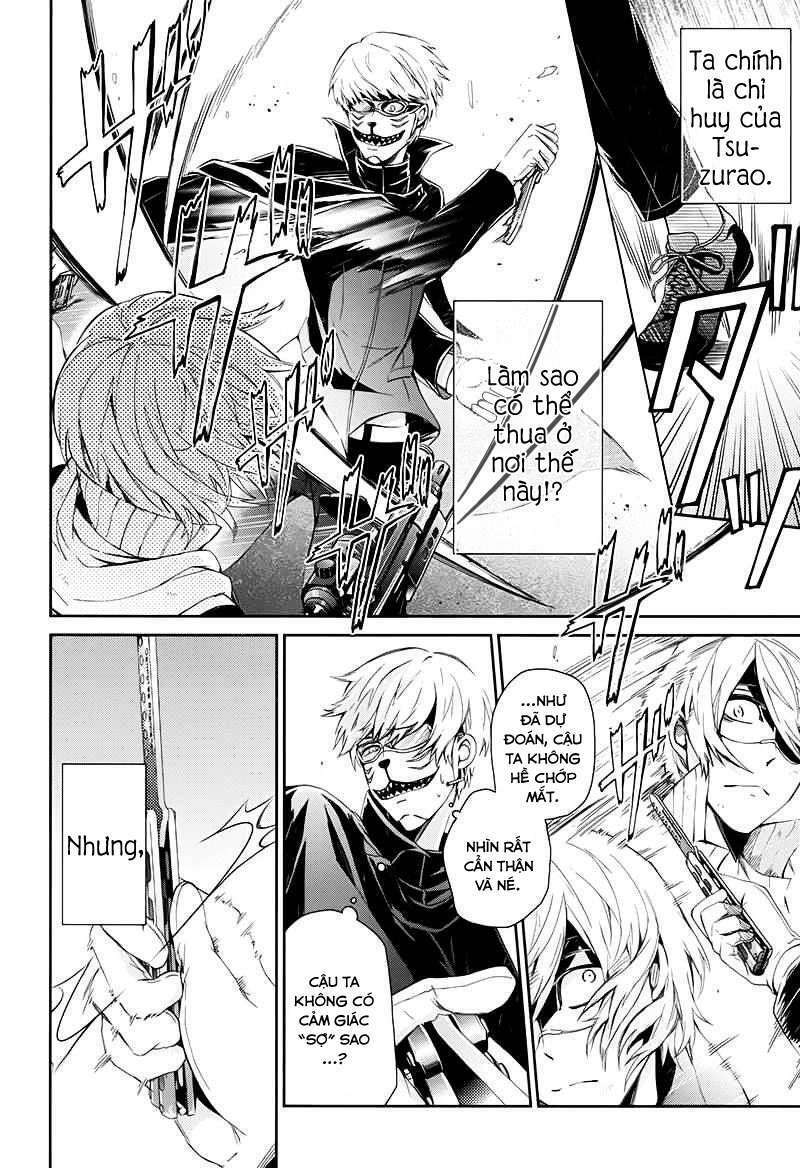 Ta chính
là chỉ
huy của
Tsu-
zurao.
Làm sao
có thể
thua ở
nơi thế
này!?
...NHƯ
ĐÃ DỰ
ĐOÁN, CẬU
TA KHÔNG
HỀ CHỚP
MẮT.
NHÌN RẤT
CẨN THẬN
VÀ NÉ.
CẬU TA
KHÔNG CÓ
CẢM GIÁC
“SỢ” SAO
...?
Nhưng,